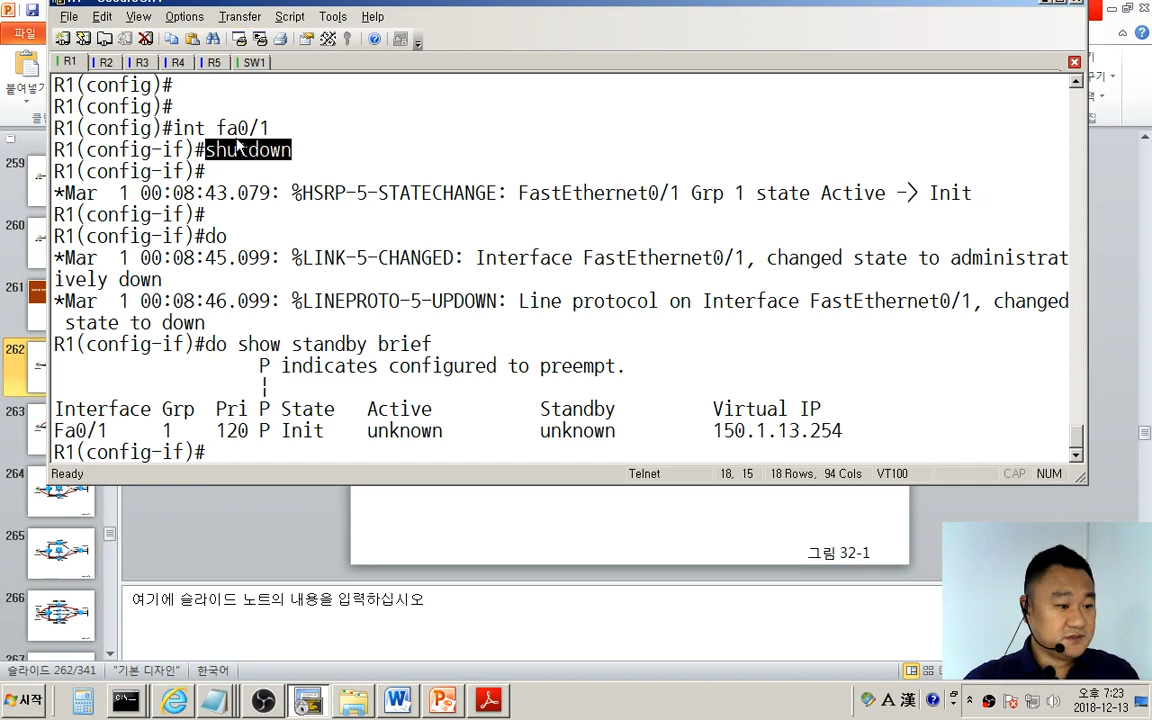 File Edit View Options Transfer Script Tools Help
파일
R1 R2 R3 R4 R5 SW1
붙여넣기
R1(config)#
R1(config)#
R1(config)#int fa0/1
R1(config-if)#shutdown
R1(config-if)#
*Mar  1 00:08:43.079: %HSRP-5-STATECHANGE: FastEthernet0/1 Grp 1 state Active -> Init
R1(config-if)#
R1(config-if)#do
*Mar  1 00:08:45.099: %LINK-5-CHANGED: Interface FastEthernet0/1, changed state to administrat
ively down
*Mar  1 00:08:46.099: %LINEPROTO-5-UPDOWN: Line protocol on Interface FastEthernet0/1, changed
state to down
R1(config-if)#do show standby brief
P indicates configured to preempt.
|
Interface Grp Pri P State Active Standby Virtual IP
Fa0/1 1 120 P Init unknown unknown 150.1.13.254
R1(config-if)#
Ready Telnet 18, 15 18 Rows, 94 Cols VT100 CAP NUM
259
260
261
262
263
264
265
266
267
그림 32-1
여기에 슬라이드 노트의 내용을 입력하십시오
슬라이드 262/341 "기본 디자인" 한국어
시작
A 漢
오후 7:23
2018-12-13